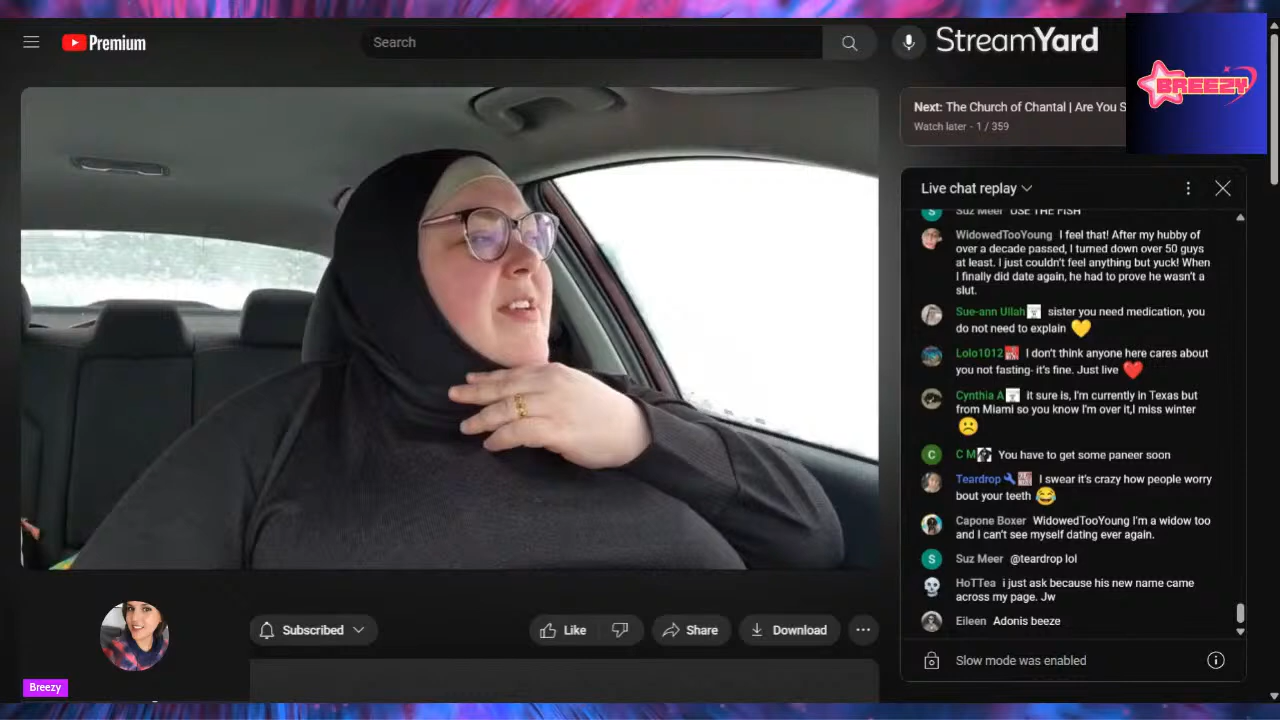 Premium
Search
StreamYard
BREEZY
Next: The Church of Chantal | Are You S
Watch later - 1 / 359
Live chat replay
Suz Meer USE THE FISH
WidowedTooYoung I feel that! After my hubby of
over a decade passed, I turned down over 50 guys
at least. I just couldn't feel anything but yuck! When
I finally did date again, he had to prove he wasn't a
slut.
Sue-ann Ullah sister you need medication, you
do not need to explain 💛
Lolo1012 I don't think anyone here cares about
you not fasting- it's fine. Just live ❤️
Cynthia A it sure is, I'm currently in Texas but
from Miami so you know I'm over it,I miss winter
🙁
C
C M You have to get some paneer soon
Teardrop I swear it's crazy how people worry
bout your teeth 😂
Capone Boxer WidowedTooYoung I'm a widow too
and I can't see myself dating ever again.
S
Suz Meer @teardrop lol
HoTTea i just ask because his new name came
across my page. Jw
Eileen Adonis beeze
Slow mode was enabled
Subscribed
Like
Share
Download
Breezy